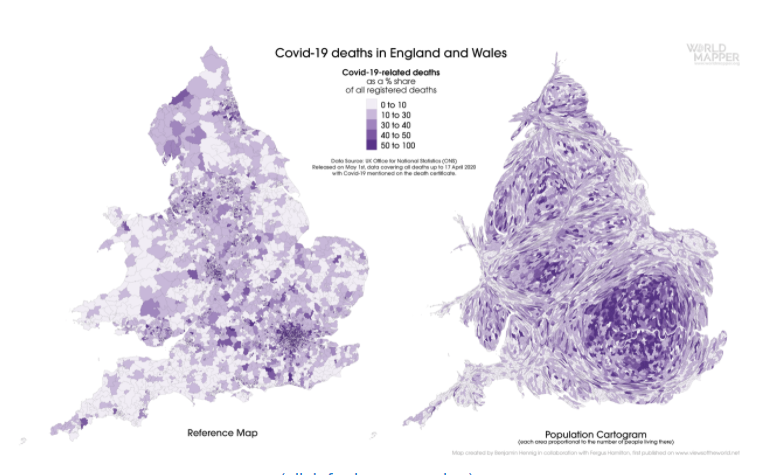 Covid-19 deaths in England and Wales
WORLD
MAPPER
Covid-19-related deaths
as a % share
of all registered deaths
0 to 10
10 to 30
30 to 40
40 to 50
50 to 100
Data Source: UK Office for National Statistics (ONS)
Released on May 1st, data covering all deaths up to 17 April 2020
with Covid-19 mentioned on the death certificate.
Reference Map
Population Cartogram
(each area proportional to the number of people living there)
Map created by Benjamin Hennig in collaboration with Fergus Hamilton, first published on www.viewsoftheworld.net